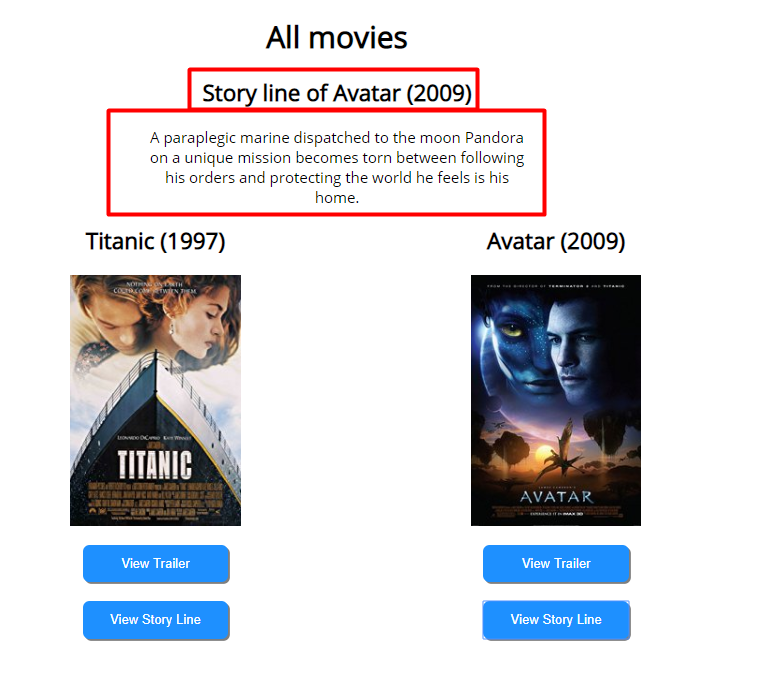 All movies
Story line of Avatar (2009)
A paraplegic marine dispatched to the moon Pandora
on a unique mission becomes torn between following
his orders and protecting the world he feels is his
home.
Titanic (1997)
Avatar (2009)
NOTHING ON EARTH
COULD COME BETWEEN THEM.
LEONARDO DICAPRIO KATE WINSLET
TITANIC
FROM THE DIRECTOR OF TERMINATOR 2 AND TITANIC
AVATAR
EXPERIENCE IT IN IMAX 3D
View Trailer
View Trailer
View Story Line
View Story Line